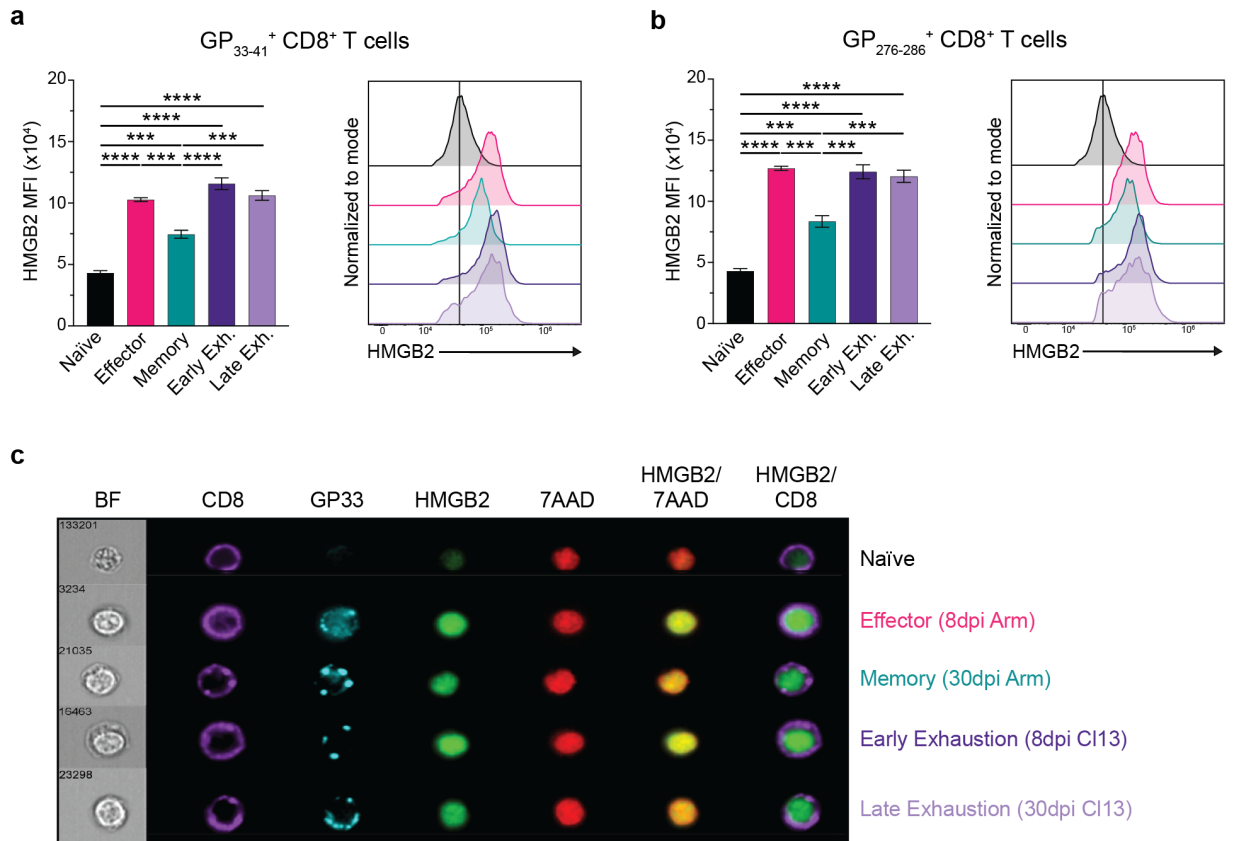 a
GP33-41+ CD8+ T cells
HMGB2 MFI (x10⁴)
20
15
10
5
0
****
****
*** ***
**** *** ****
Naïve
Effector
Memory
Early Exh.
Late Exh.
Normalized to mode
0 10⁴ 10⁵ 10⁶
HMGB2
b
GP276-286+ CD8+ T cells
HMGB2 MFI (x10⁴)
20
15
10
5
0
****
****
*** ***
**** *** ***
Naïve
Effector
Memory
Early Exh.
Late Exh.
Normalized to mode
0 10⁴ 10⁵ 10⁶
HMGB2
c
BF CD8 GP33 HMGB2 7AAD HMGB2/ 7AAD HMGB2/ CD8
133201 Naïve
3234 Effector (8dpi Arm)
21035 Memory (30dpi Arm)
16463 Early Exhaustion (8dpi Cl13)
23298 Late Exhaustion (30dpi Cl13)